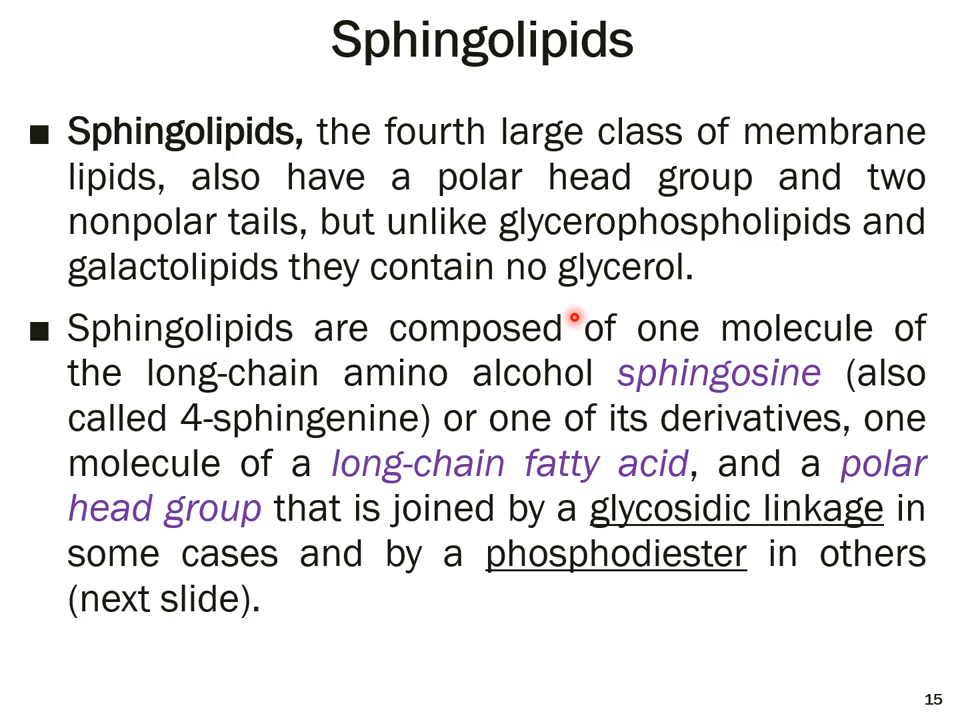 Sphingolipids
■ Sphingolipids, the fourth large class of membrane
lipids, also have a polar head group and two
nonpolar tails, but unlike glycerophospholipids and
galactolipids they contain no glycerol.
■ Sphingolipids are composed of one molecule of
the long-chain amino alcohol sphingosine (also
called 4-sphingenine) or one of its derivatives, one
molecule of a long-chain fatty acid, and a polar
head group that is joined by a glycosidic linkage in
some cases and by a phosphodiester in others
(next slide).
15